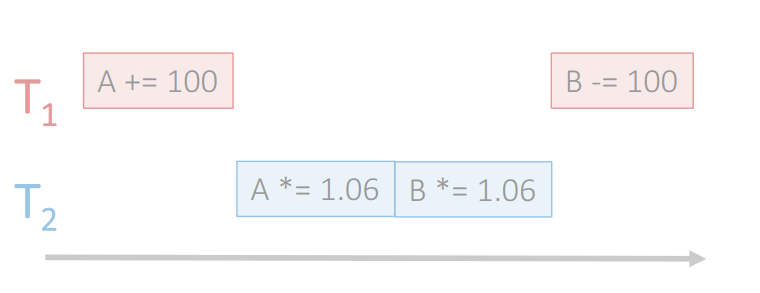 T1 A += 100 B -= 100
T2 A *= 1.06 B *= 1.06